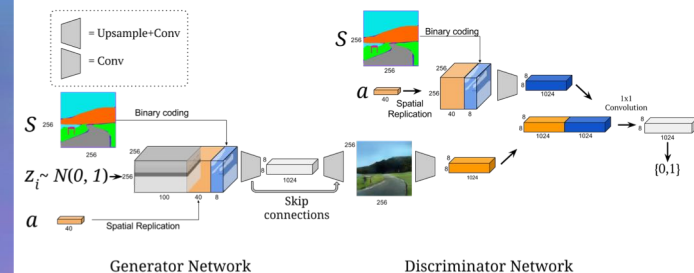 = Upsample+Conv
= Conv
S
256
256
Binary coding
256
256
z_i ~ N(0, 1)
100
40
8
a
40
Spatial Replication
8
8
1024
Skip
connections
Generator Network
S
256
256
Binary coding
a
40
Spatial
Replication
256
256
40
8
8
8
1024
256
256
8
8
1024
8
8
1024
1024
1x1
Convolution
8
8
1024
{0,1}
Discriminator Network